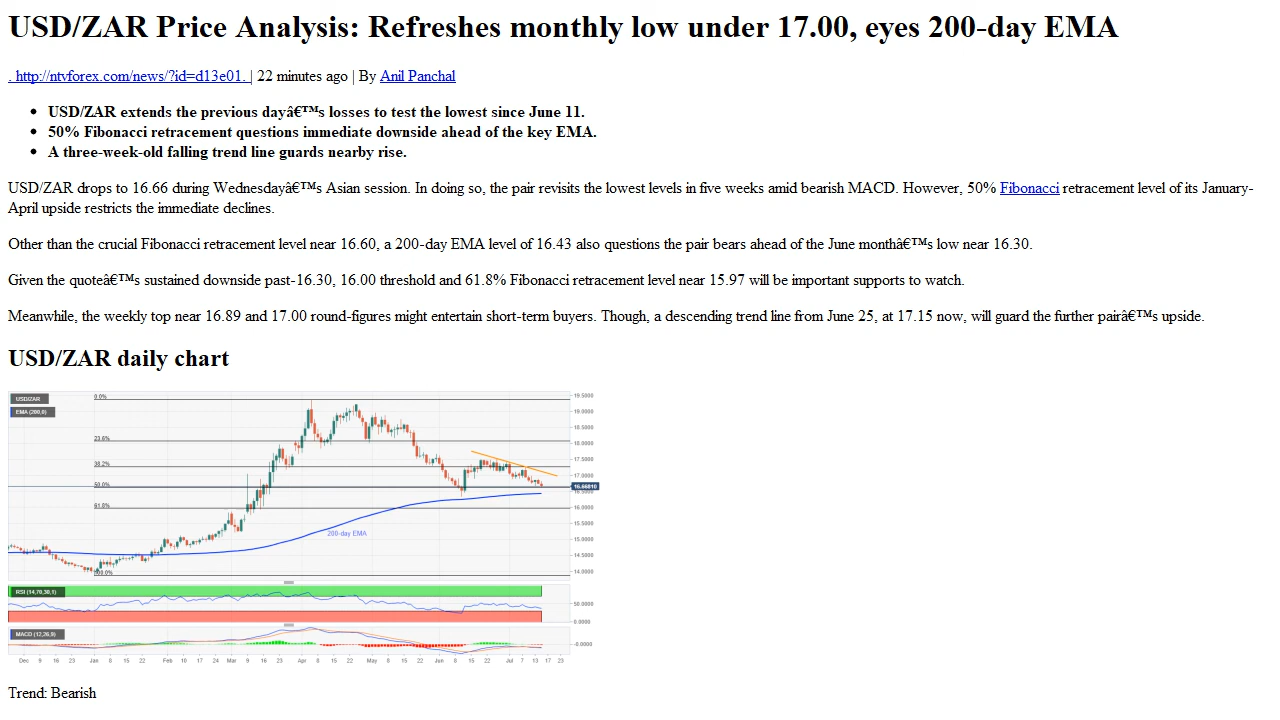 USD/ZAR Price Analysis: Refreshes monthly low under 17.00, eyes 200-day EMA
. http://ntvforex.com/news/?id=d13e01. | 22 minutes ago | By Anil Panchal
USD/ZAR extends the previous dayâ€™s losses to test the lowest since June 11.
50% Fibonacci retracement questions immediate downside ahead of the key EMA.
A three-week-old falling trend line guards nearby rise.
USD/ZAR drops to 16.66 during Wednesdayâ€™s Asian session. In doing so, the pair revisits the lowest levels in five weeks amid bearish MACD. However, 50% Fibonacci retracement level of its January-
April upside restricts the immediate declines.
Other than the crucial Fibonacci retracement level near 16.60, a 200-day EMA level of 16.43 also questions the pair bears ahead of the June monthâ€™s low near 16.30.
Given the quoteâ€™s sustained downside past-16.30, 16.00 threshold and 61.8% Fibonacci retracement level near 15.97 will be important supports to watch.
Meanwhile, the weekly top near 16.89 and 17.00 round-figures might entertain short-term buyers. Though, a descending trend line from June 25, at 17.15 now, will guard the further pairâ€™s upside.
USD/ZAR daily chart
USD/ZAR
EMA (200,0)
0.0%
19.5000
19.0000
18.5000
23.6%
18.0000
17.5000
38.2%
17.0000
50.0%
16.66810
16.5000
61.8%
16.0000
15.5000
200-day EMA
15.0000
14.5000
100.0%
14.0000
RSI (14,70,30,1)
50.0000
0.0000
MACD (12,26,9)
-0.0000
Dec 9 16 23 Jan 8 15 22 Feb 10 17 24 Mar 9 16 23 Apr 8 15 22 May 8 15 22 Jun 8 15 22 Jul 7 13 17 23
Trend: Bearish